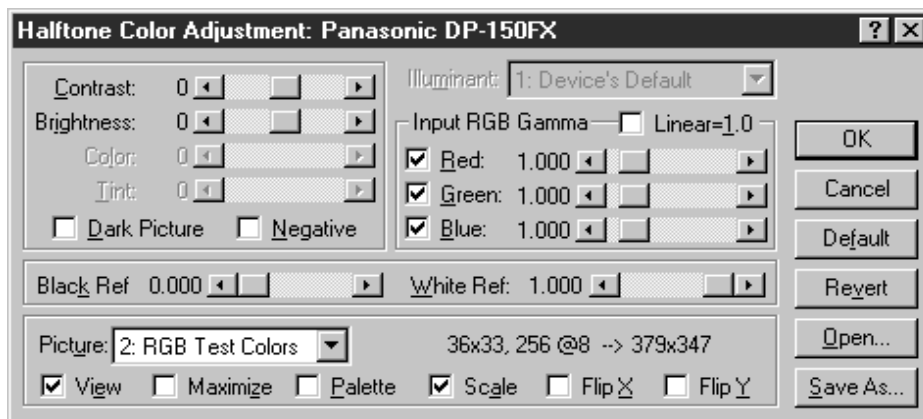 Halftone Color Adjustment: Panasonic DP-150FX
Contrast: 0
Brightness: 0
Color: 0
Tint: 0
Dark Picture Negative
Illuminant: 1: Device's Default
Input RGB Gamma Linear=1.0
Red: 1.000
Green: 1.000
Blue: 1.000
OK
Cancel
Default
Revert
Open...
Save As...
Black Ref 0.000 White Ref: 1.000
Picture: 2: RGB Test Colors 36x33, 256 @8 --> 379x347
View Maximize Palette Scale Flip X Flip Y